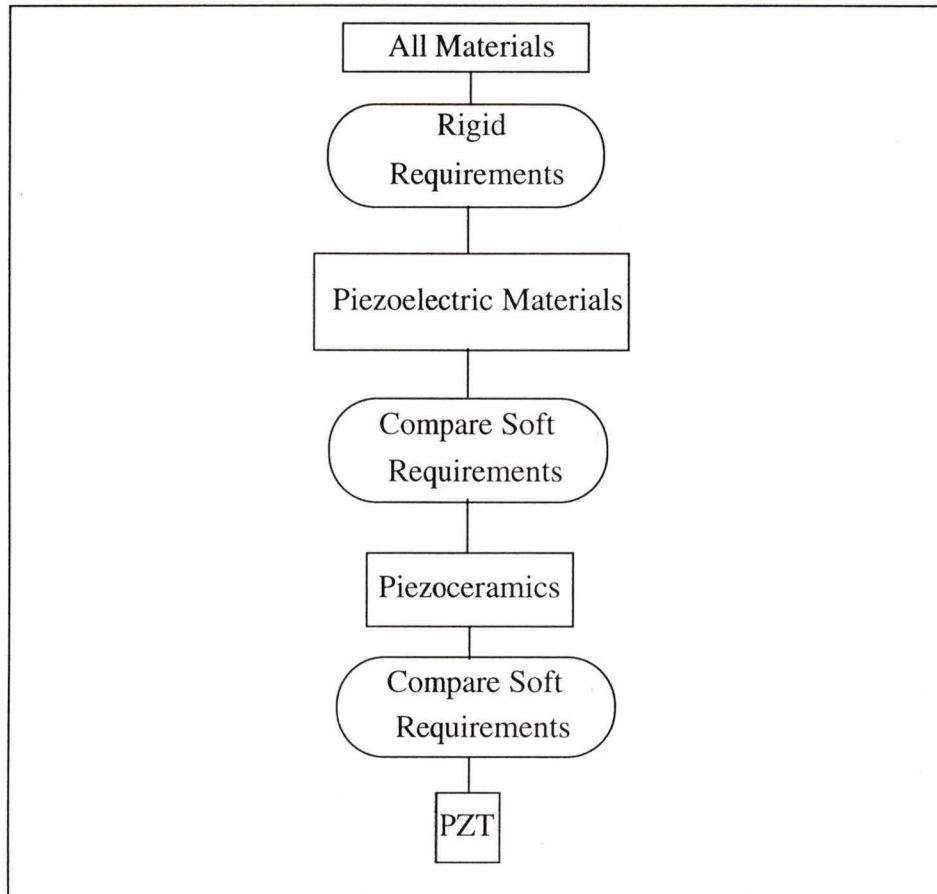 All Materials
Rigid
Requirements
Piezoelectric Materials
Compare Soft
Requirements
Piezoceramics
Compare Soft
Requirements
PZT